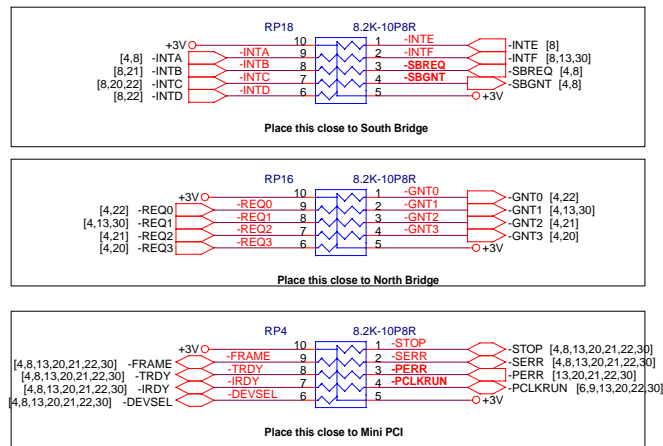 RP18 8.2K-10P8R
+3V 10 1 -INTE -INTE [8]
[4,8] -INTA -INTA 9 2 -INTF -INTF [8,13,30]
[8,21] -INTB -INTB 8 3 -SBREQ -SBREQ [4,8]
[8,20,22] -INTC -INTC 7 4 -SBGNT -SBGNT [4,8]
[8,22] -INTD -INTD 6 5 +3V
Place this close to South Bridge
RP16 8.2K-10P8R
+3V 10 1 -GNT0 -GNT0 [4,22]
[4,22] -REQ0 -REQ0 9 2 -GNT1 -GNT1 [4,13,30]
[4,13,30] -REQ1 -REQ1 8 3 -GNT2 -GNT2 [4,21]
[4,21] -REQ2 -REQ2 7 4 -GNT3 -GNT3 [4,20]
[4,20] -REQ3 -REQ3 6 5 +3V
Place this close to North Bridge
RP4 8.2K-10P8R
+3V 10 1 -STOP -STOP [4,8,13,20,21,22,30]
[4,8,13,20,21,22,30] -FRAME -FRAME 9 2 -SERR -SERR [4,8,13,20,21,22,30]
[4,8,13,20,21,22,30] -TRDY -TRDY 8 3 -PERR -PERR [13,20,21,22,30]
[4,8,13,20,21,22,30] -IRDY -IRDY 7 4 -PCLKRUN -PCLKRUN [6,9,13,20,22,30]
[4,8,13,20,21,22,30] -DEVSEL -DEVSEL 6 5 +3V
Place this close to Mini PCI